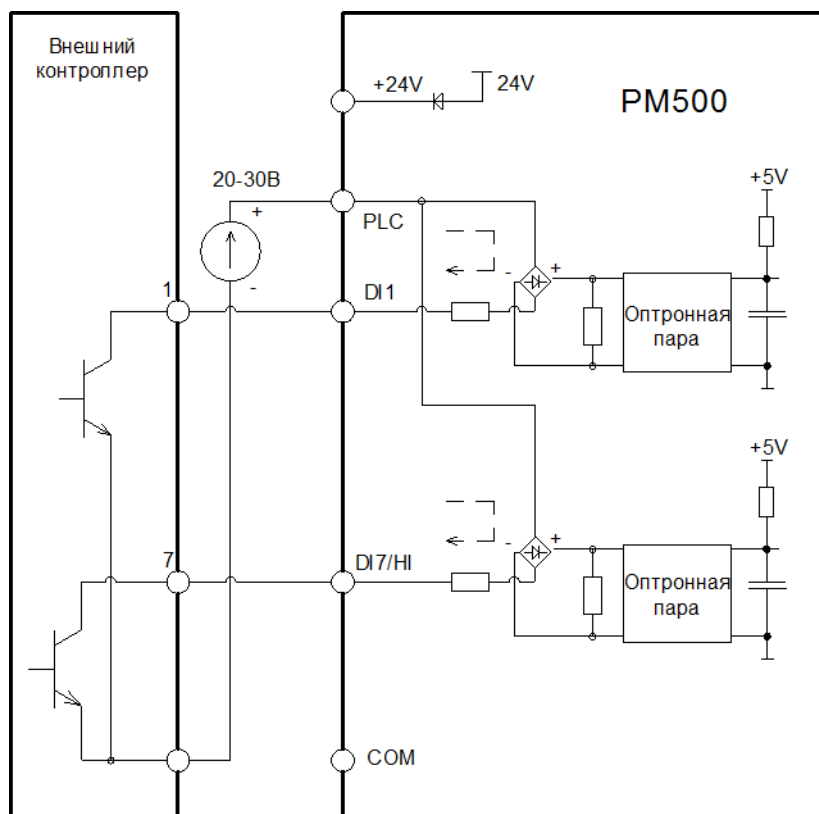 Внешний
контроллер
+24V
24V
PM500
20-30В
+
-
PLC
+5V
1
DI1
-
+
Оптронная
пара
+5V
7
DI7/HI
-
+
Оптронная
пара
COM